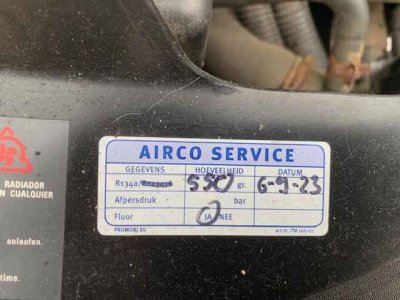 AIRCO SERVICE
GEGEVENS HOEVEELHEID DATUM
R134a/ 550 gr. 6-9-23
Afpersdruk bar.
Fluor JA / NEE
PROMOBJ.EU
RADIADOR
N CUALQUIER
anlaufen.
time.